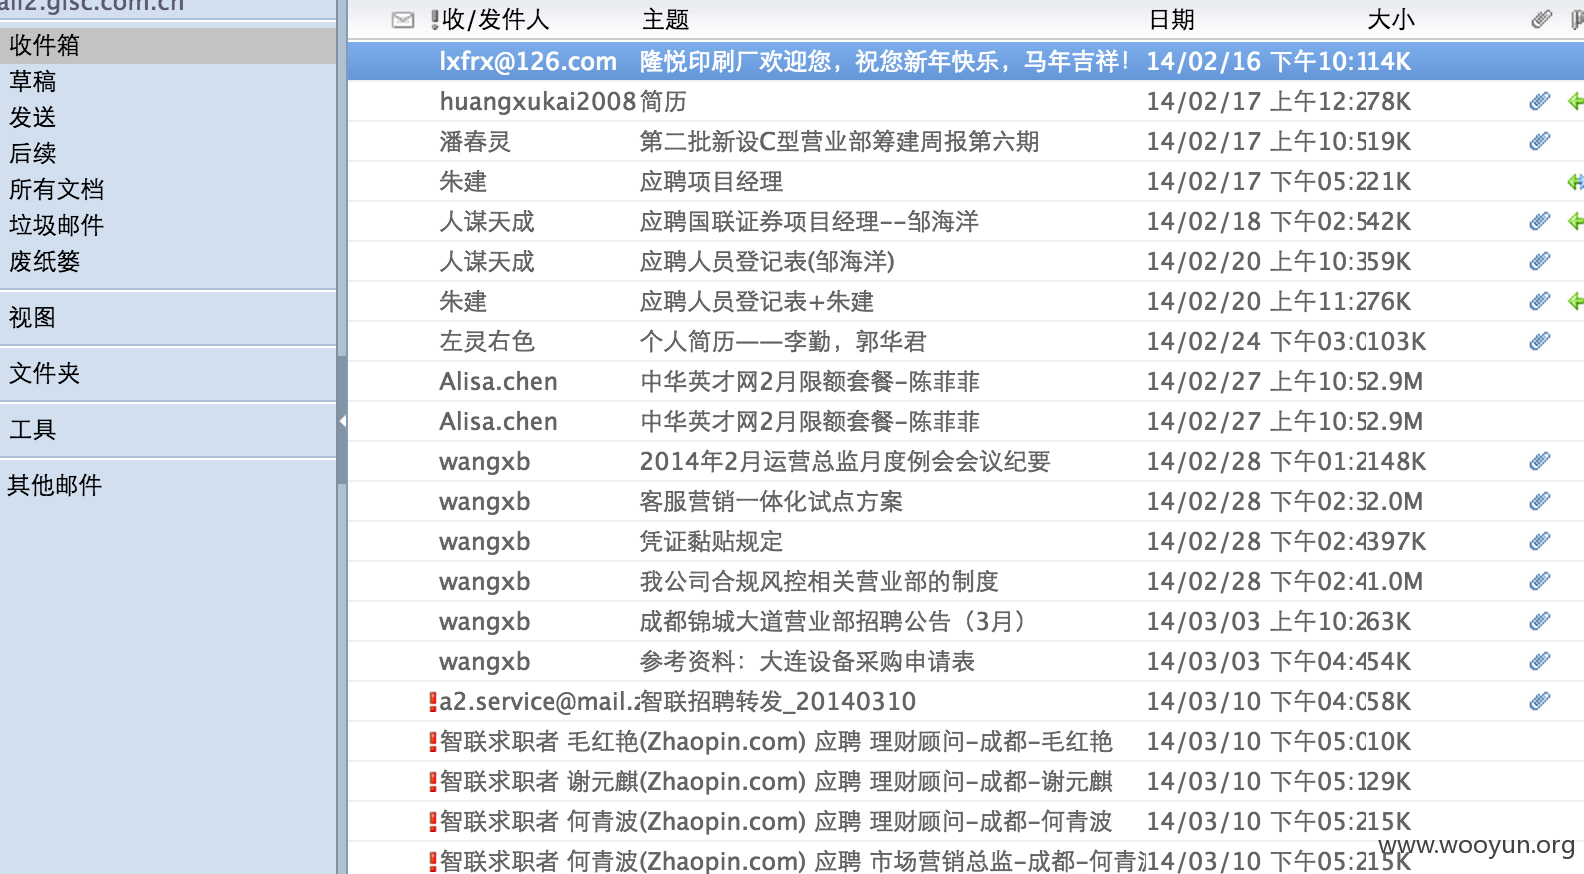 收件箱
草稿
发送
后续
所有文档
垃圾邮件
废纸篓
视图
文件夹
工具
其他邮件
收/发件人 主题 日期 大小
lxfrx@126.com 隆悦印刷厂欢迎您，祝您新年快乐，马年吉祥！ 14/02/16 下午10:1 14K
huangxukai2008 简历 14/02/17 上午12:2 78K
潘春灵 第二批新设C型营业部筹建周报第六期 14/02/17 上午10:5 19K
朱建 应聘项目经理 14/02/17 下午05:2 21K
人谋天成 应聘国联证券项目经理--邹海洋 14/02/18 下午02:5 42K
人谋天成 应聘人员登记表(邹海洋) 14/02/20 上午10:3 59K
朱建 应聘人员登记表+朱建 14/02/20 上午11:2 76K
左灵右色 个人简历——李勤，郭华君 14/02/24 下午03:0 103K
Alisa.chen 中华英才网2月限额套餐-陈菲菲 14/02/27 上午10:5 2.9M
Alisa.chen 中华英才网2月限额套餐-陈菲菲 14/02/27 上午10:5 2.9M
wangxb 2014年2月运营总监月度例会会议纪要 14/02/28 下午01:2 148K
wangxb 客服营销一体化试点方案 14/02/28 下午02:3 2.0M
wangxb 凭证黏贴规定 14/02/28 下午02:4 397K
wangxb 我公司合规风控相关营业部的制度 14/02/28 下午02:4 1.0M
wangxb 成都锦城大道营业部招聘公告（3月） 14/03/03 上午10:2 63K
wangxb 参考资料：大连设备采购申请表 14/03/03 下午04:4 54K
a2.service@mail.z 智联招聘转发_20140310 14/03/10 下午04:0 58K
智联求职者 毛红艳 (Zhaopin.com) 应聘 理财顾问-成都-毛红艳 14/03/10 下午05:0 10K
智联求职者 谢元麒 (Zhaopin.com) 应聘 理财顾问-成都-谢元麒 14/03/10 下午05:1 29K
智联求职者 何青波 (Zhaopin.com) 应聘 理财顾问-成都-何青波 14/03/10 下午05:2 15K
智联求职者 何青波 (Zhaopin.com) 应聘 市场营销总监-成都-何青 14/03/10 下午05:2 15K
www.wooyun.org